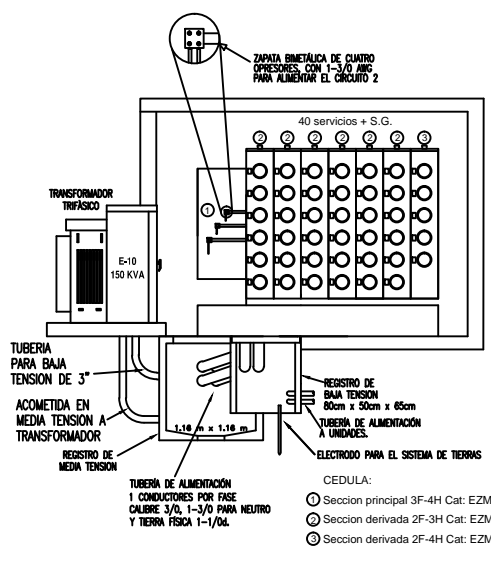 ZAPATA BIMETÁLICA DE CUATRO
OPRESORES, CON 1-3/0 AWG
PARA ALIMENTAR EL CIRCUITO 2
40 servicios + S.G.
2 2 2 2 2 2 3
1
TRANSFORMADOR
TRIFÁSICO
E-10
150 KVA
TUBERIA
PARA BAJA
TENSION DE 3"
ACOMETIDA EN
MEDIA TENSION A
TRANSFORMADOR
REGISTRO DE
MEDIA TENSION
1.16 m x 1.16 m
REGISTRO DE
BAJA TENSION
80cm x 50cm x 65cm
TUBERÍA DE ALIMENTACIÓN
A UNIDADES.
ELECTRODO PARA EL SISTEMA DE TIERRAS
TUBERÍA DE ALIMENTACIÓN
1 CONDUCTORES POR FASE
CALIBRE 3/0, 1-3/0 PARA NEUTRO
Y TIERRA FÍSICA 1-1/0d.
CEDULA:
1 Seccion principal 3F-4H Cat: EZM
2 Seccion derivada 2F-3H Cat: EZM
3 Seccion derivada 2F-4H Cat: EZM